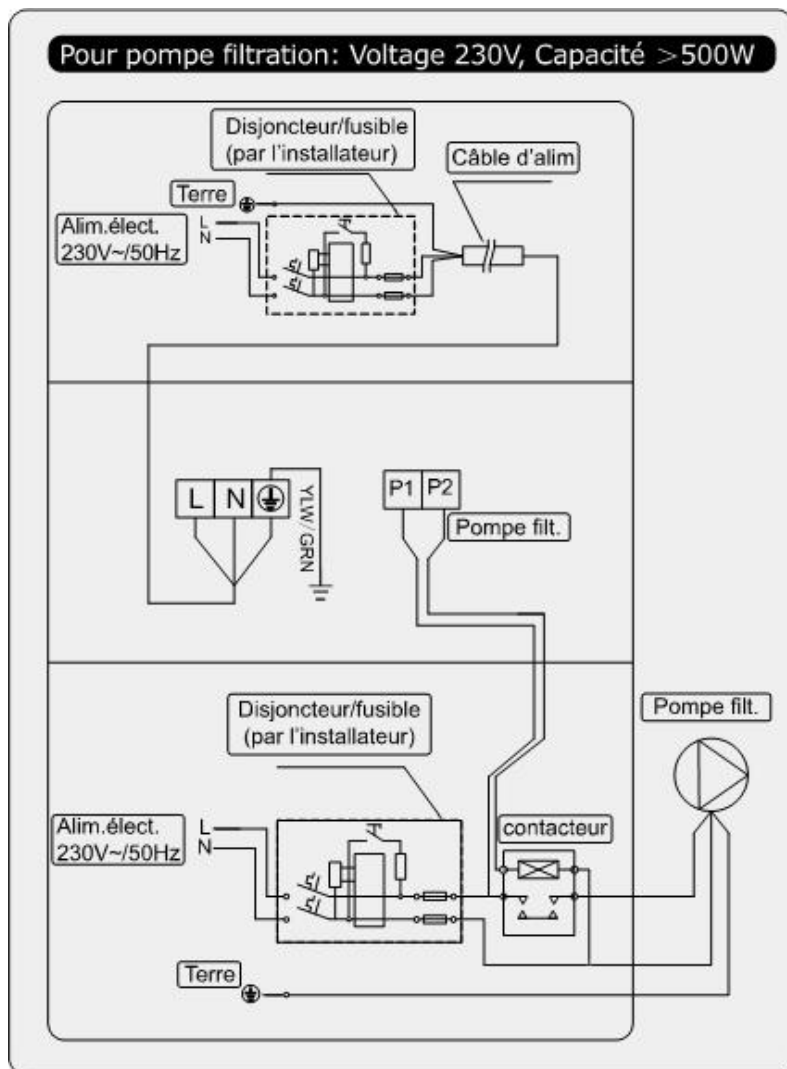 Pour pompe filtration: Voltage 230V, Capacité >500W
Disjoncteur/fusible
(par l'installateur)
Câble d'alim
Terre
Alim.élect.
230V~/50Hz
L
N
L N
YLW/GRN
P1 P2
Pompe filt.
Disjoncteur/fusible
(par l'installateur)
Pompe filt.
Alim.élect.
230V~/50Hz
L
N
contacteur
Terre